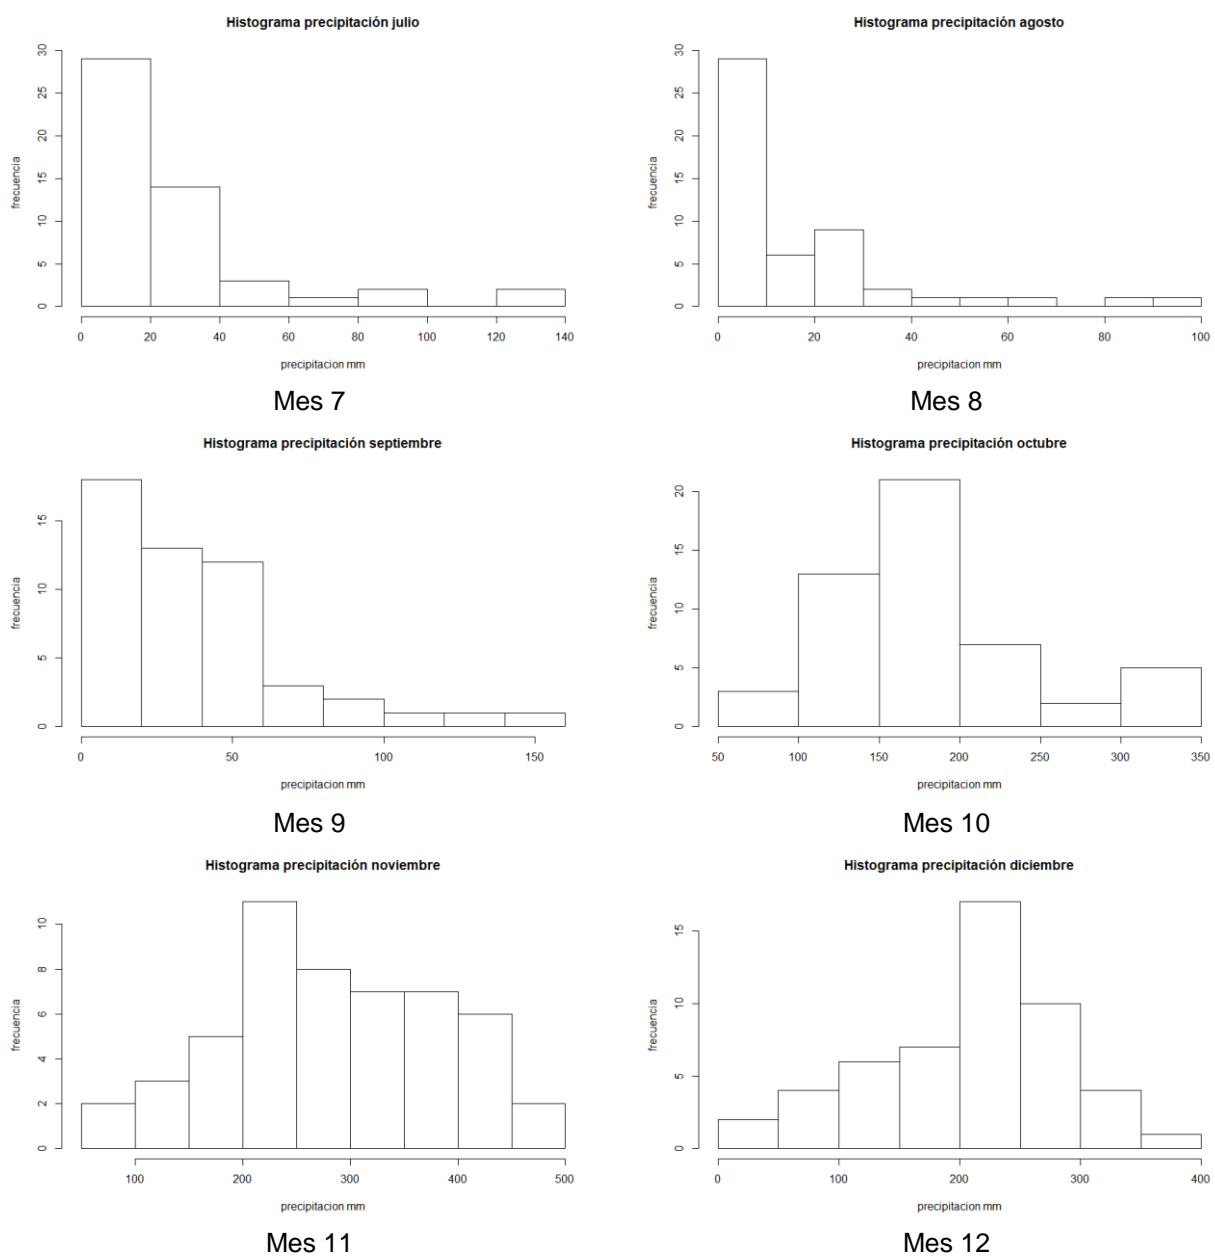 Histograma precipitación julio
frecuencia
0 5 10 15 20 25 30
0 20 40 60 80 100 120 140
precipitacion mm
Mes 7
Histograma precipitación agosto
frecuencia
0 5 10 15 20 25 30
0 20 40 60 80 100
precipitacion mm
Mes 8
Histograma precipitación septiembre
frecuencia
0 5 10 15
0 50 100 150
precipitacion mm
Mes 9
Histograma precipitación octubre
frecuencia
0 5 10 15 20
50 100 150 200 250 300 350
precipitacion mm
Mes 10
Histograma precipitación noviembre
frecuencia
0 2 4 6 8 10
100 200 300 400 500
precipitacion mm
Mes 11
Histograma precipitación diciembre
frecuencia
0 5 10 15
0 100 200 300 400
precipitacion mm
Mes 12